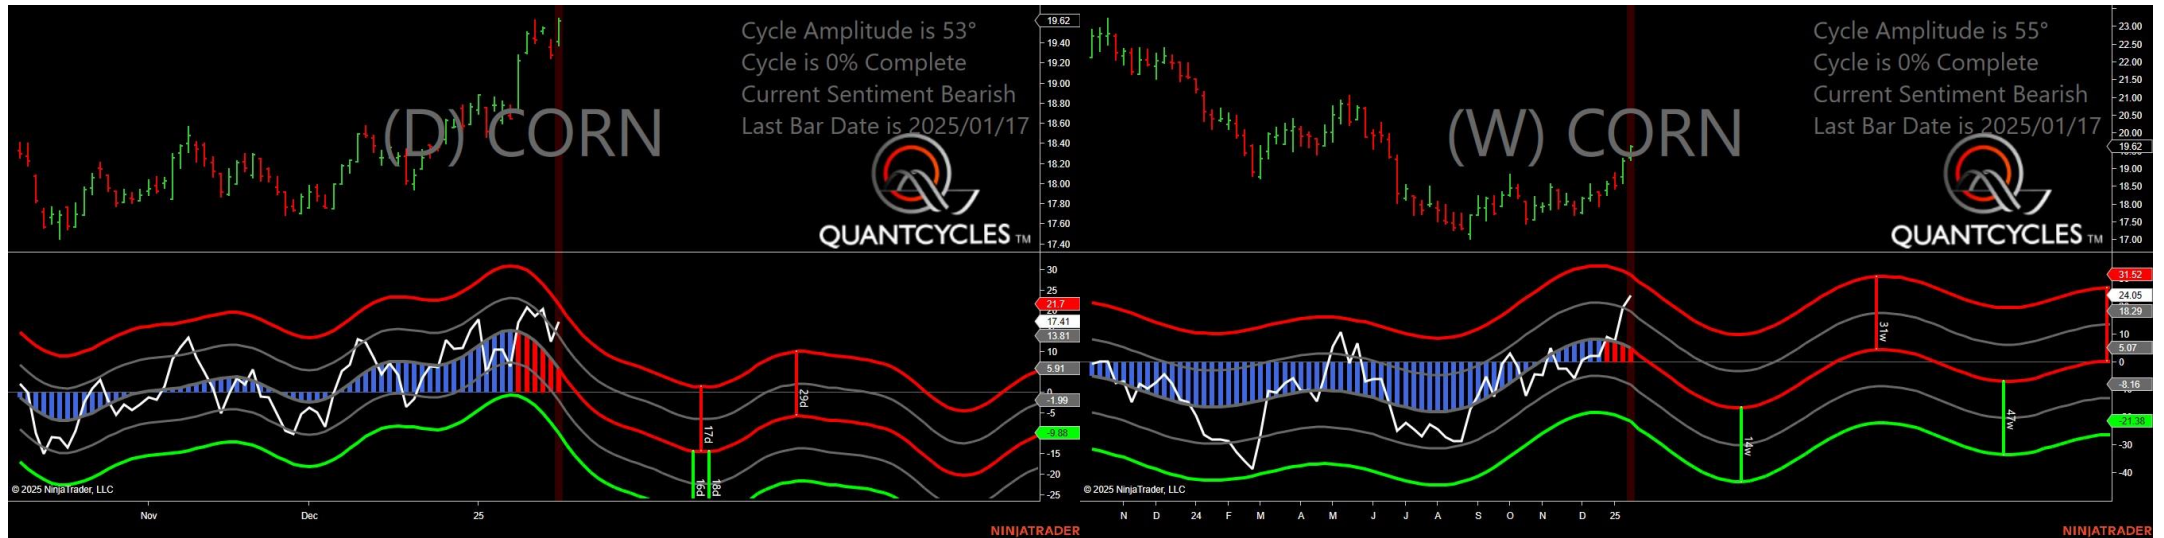 Cycle Amplitude is 53°
Cycle is 0% Complete
Current Sentiment Bearish
Last Bar Date is 2025/01/17
(D) CORN
QUANTCYCLES TM
19.62
19.40
19.20
19.00
18.80
18.60
18.40
18.20
18.00
17.80
17.60
17.40
30
25
21.7
17.41
13.81
10
5.91
0
-1.99
-5
-9.88
-15
-20
-25
17d
29d
16d
18d
© 2025 NinjaTrader, LLC
Nov
Dec
25
NINJATRADER
Cycle Amplitude is 55°
Cycle is 0% Complete
Current Sentiment Bearish
Last Bar Date is 2025/01/17
(W) CORN
QUANTCYCLES TM
23.00
22.50
22.00
21.50
21.00
20.50
20.00
19.62
19.00
18.50
18.00
17.50
17.00
31.52
24.05
18.29
10
5.07
0
-8.16
-21.38
-30
-40
31w
14w
47w
© 2025 NinjaTrader, LLC
N D 24 F M A M J J A S O N D 25
NINJATRADER